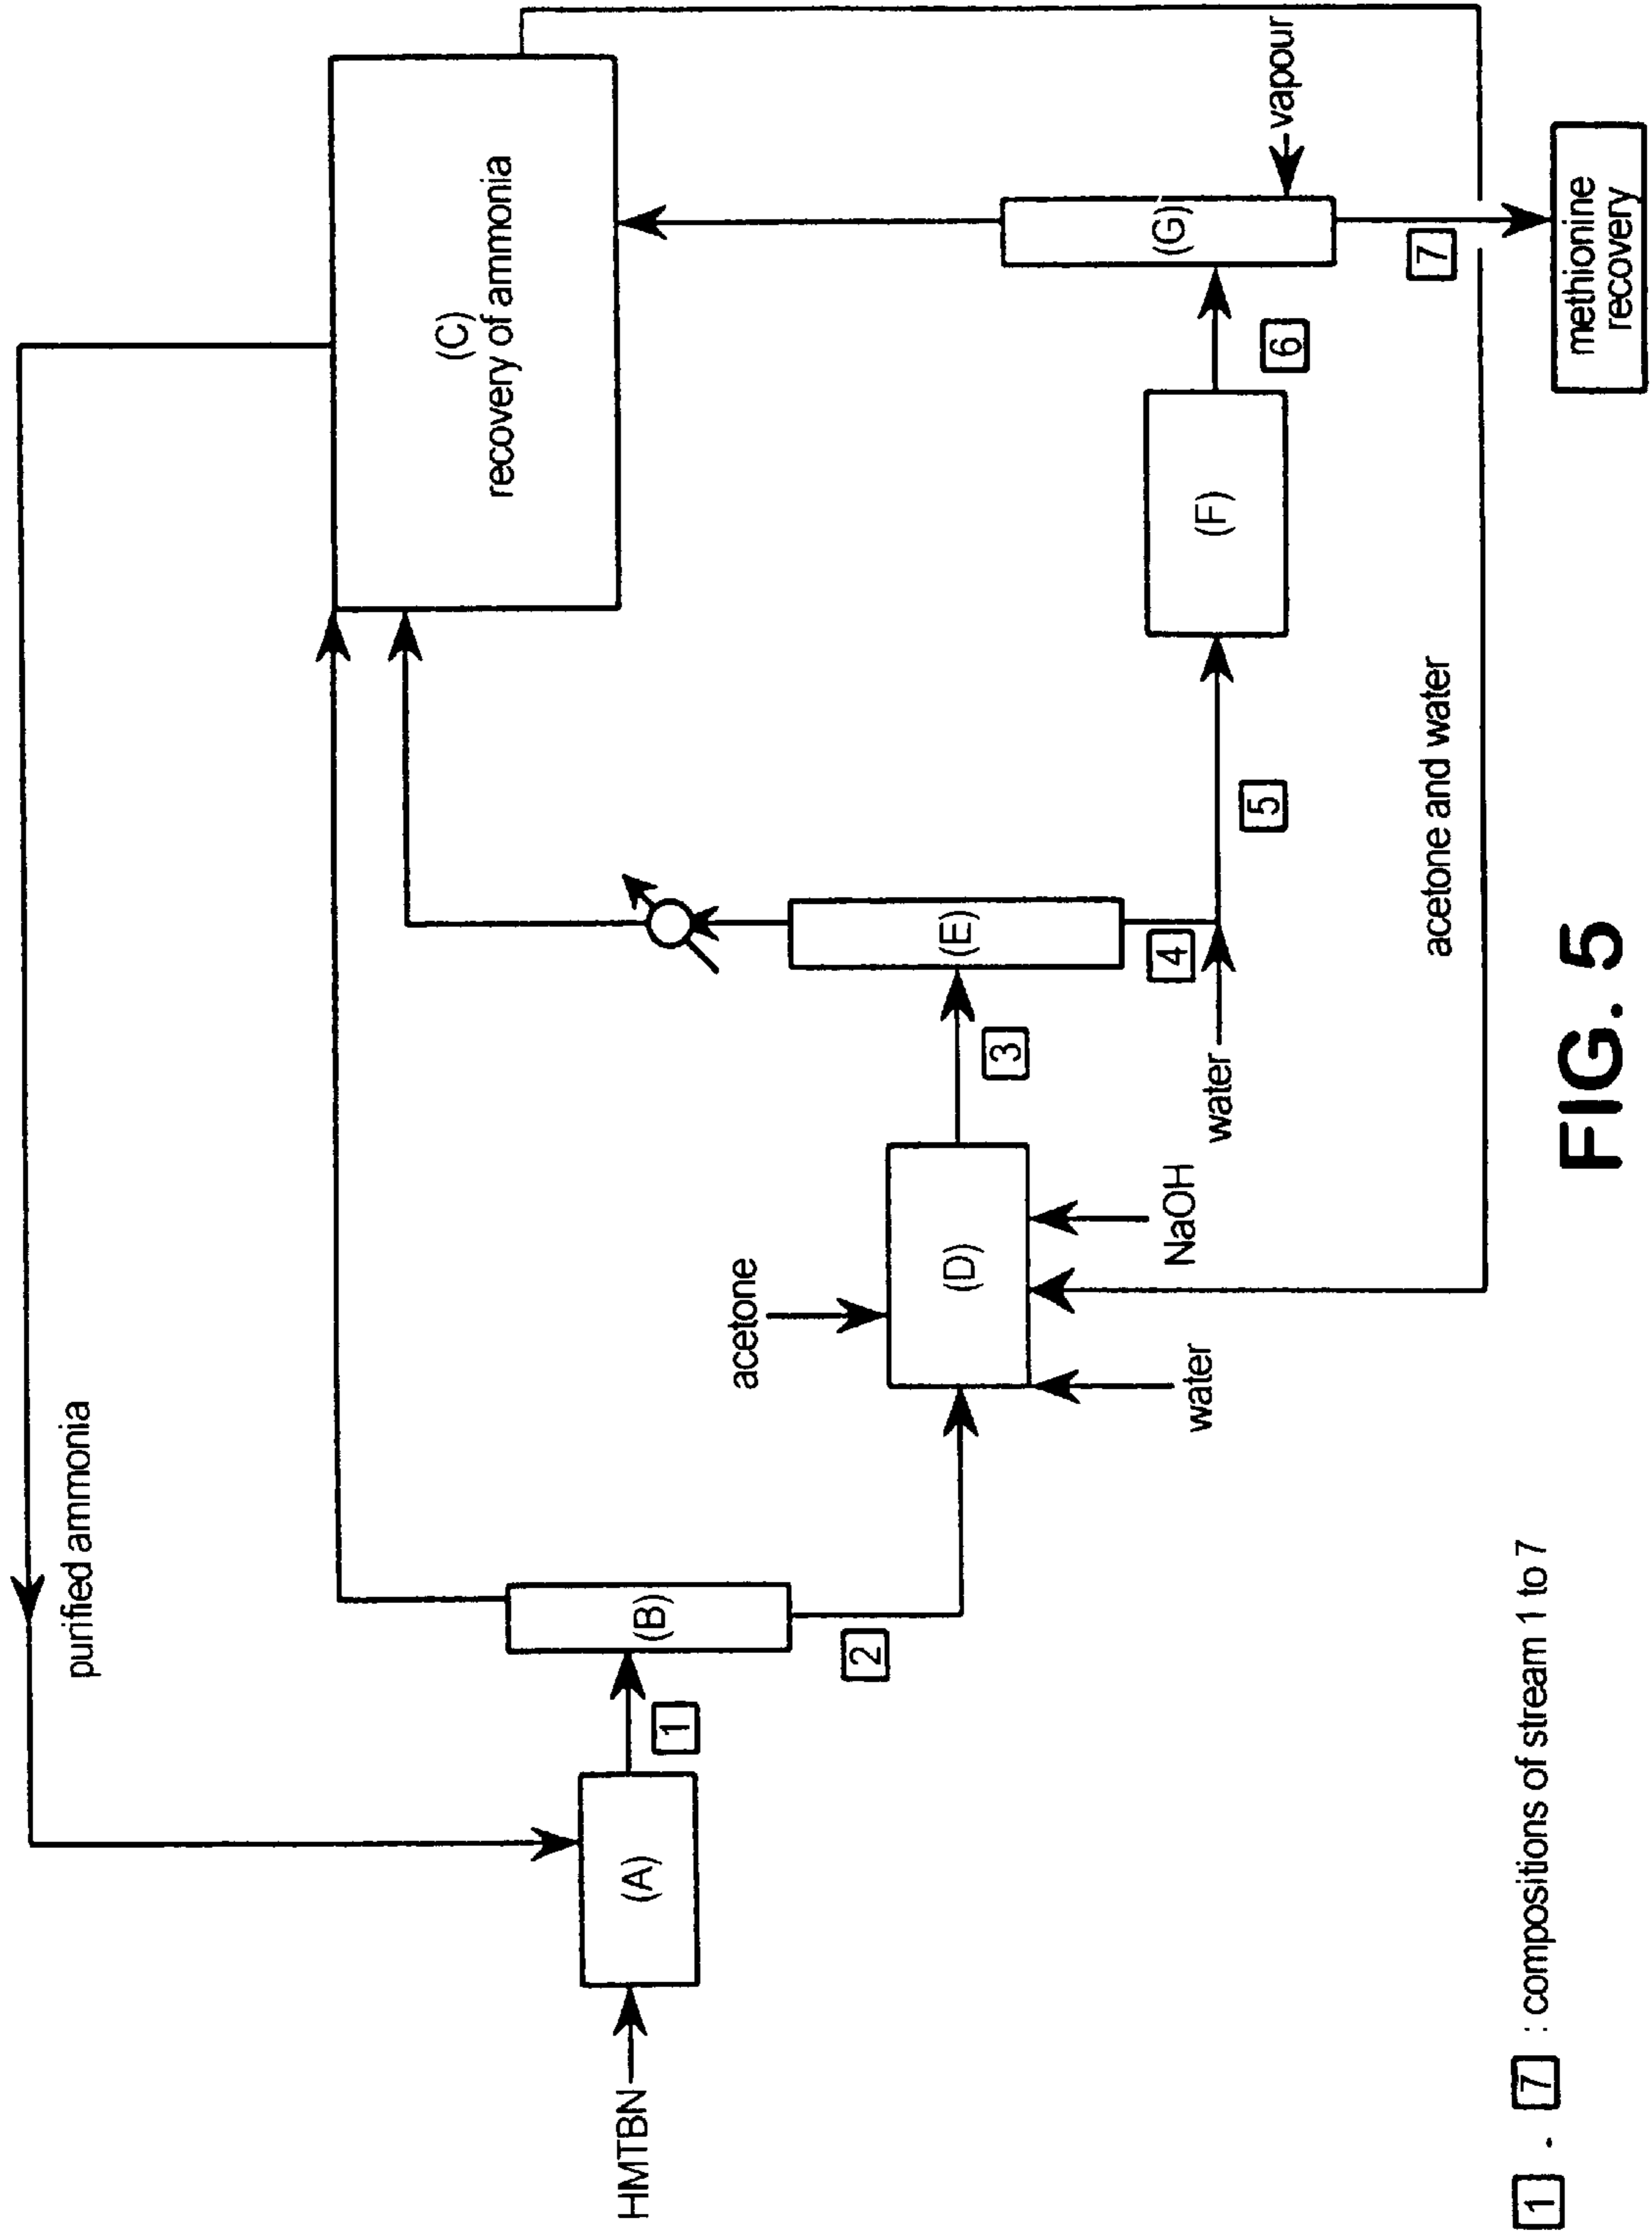 purified ammonia
(C)
recovery of ammonia
HMTBN
(A)
1
(B)
2
acetone
(D)
water
NaOH
3
(E)
4
water
5
(F)
6
(G)
vapour
7
acetone and water
methionine
recovery
1 - 7 : compositions of stream 1 to 7
FIG. 5